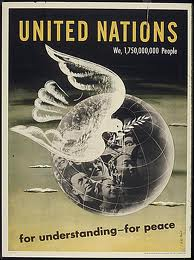 UNITED NATIONS
We, 1,750,000,000 People
for understanding—for peace